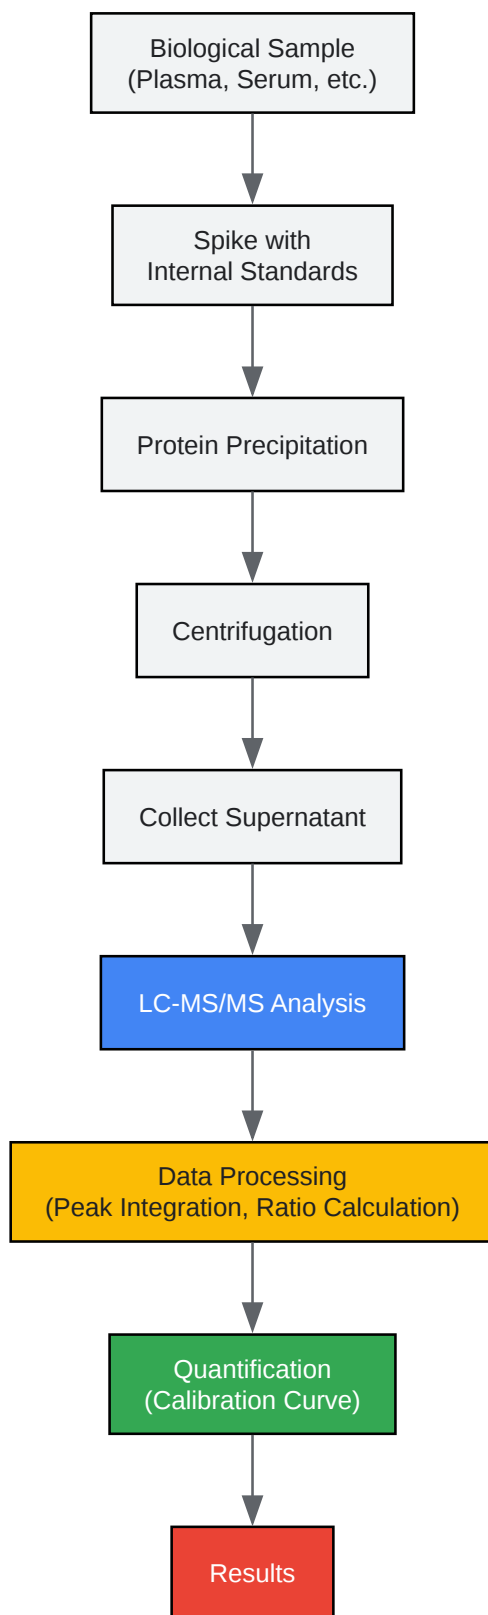 Biological Sample
(Plasma, Serum, etc.)
Spike with
Internal Standards
Protein Precipitation
Centrifugation
Collect Supernatant
LC-MS/MS Analysis
Data Processing
(Peak Integration, Ratio Calculation)
Quantification
(Calibration Curve)
Results